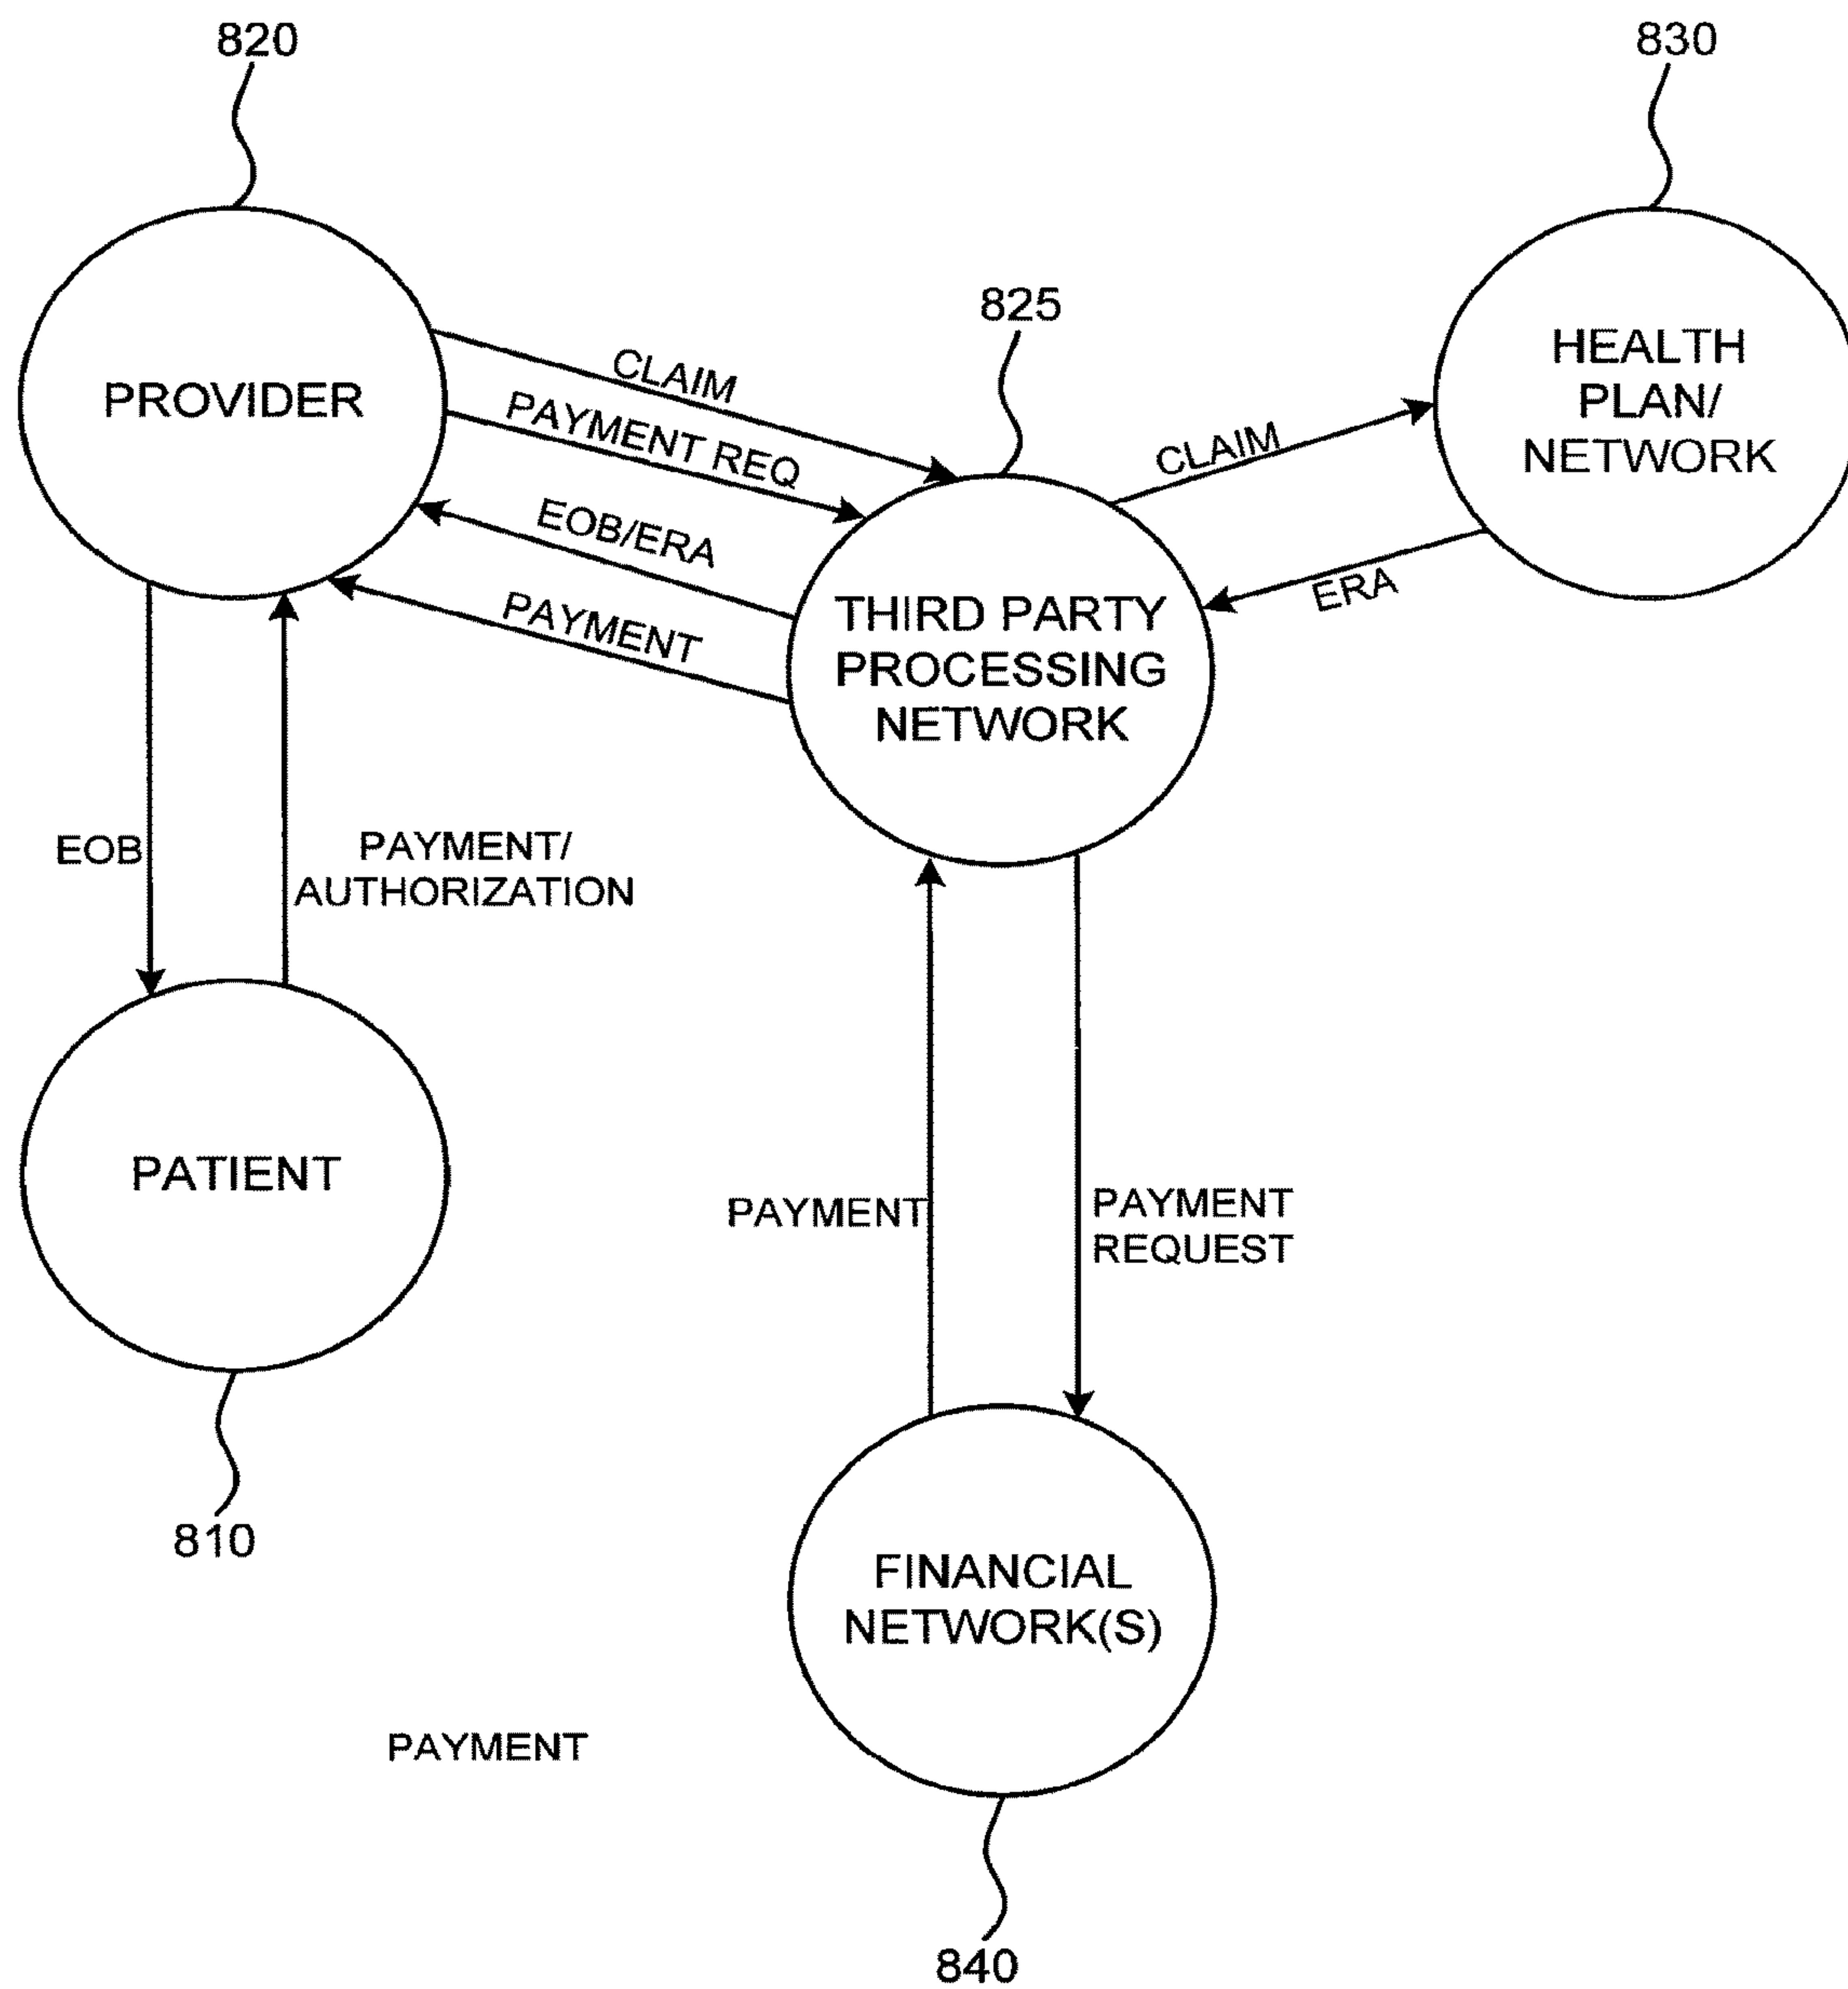 820
830
825
PROVIDER
HEALTH
PLAN/
NETWORK
CLAIM
PAYMENT REQ
EOB/ERA
PAYMENT
CLAIM
ERA
THIRD PARTY
PROCESSING
NETWORK
EOB
PAYMENT/
AUTHORIZATION
PATIENT
PAYMENT
PAYMENT
REQUEST
810
FINANCIAL
NETWORK(S)
PAYMENT
840